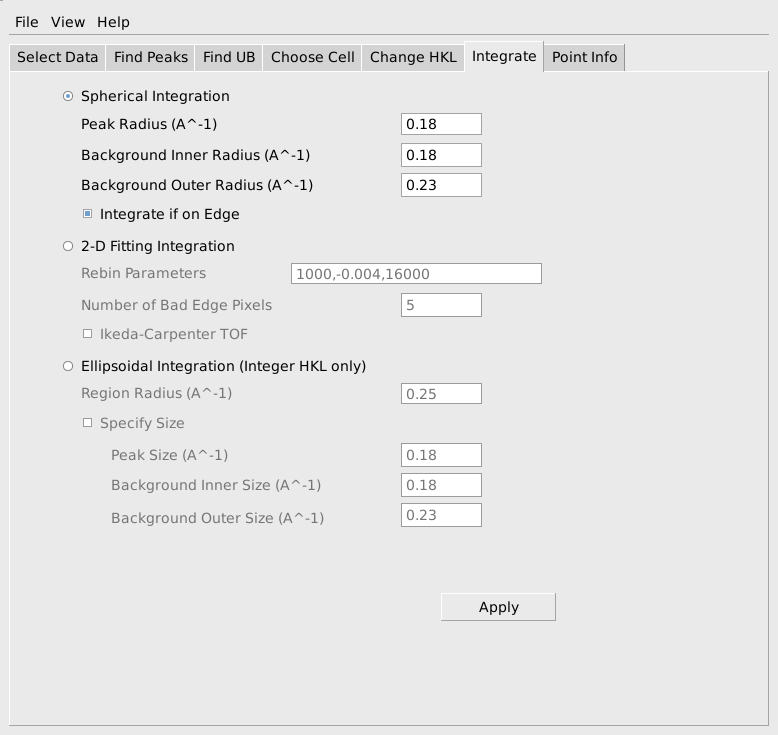 File View Help
Select Data Find Peaks Find UB Choose Cell Change HKL Integrate Point Info
Spherical Integration
Peak Radius (A^-1) 0.18
Background Inner Radius (A^-1) 0.18
Background Outer Radius (A^-1) 0.23
Integrate if on Edge
2-D Fitting Integration
Rebin Parameters 1000,-0.004,16000
Number of Bad Edge Pixels 5
Ikeda-Carpenter TOF
Ellipsoidal Integration (Integer HKL only)
Region Radius (A^-1) 0.25
Specify Size
Peak Size (A^-1) 0.18
Background Inner Size (A^-1) 0.18
Background Outer Size (A^-1) 0.23
Apply